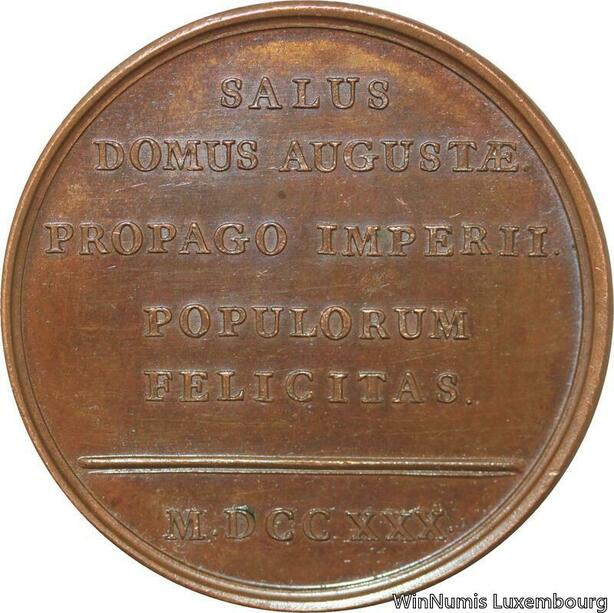 SALUS
DOMUS AUGUSTÆ.
PROPAGO IMPERII.
POPULORUM
FELICITAS.
M.DCC.XXX.
WinNumis Luxembourg